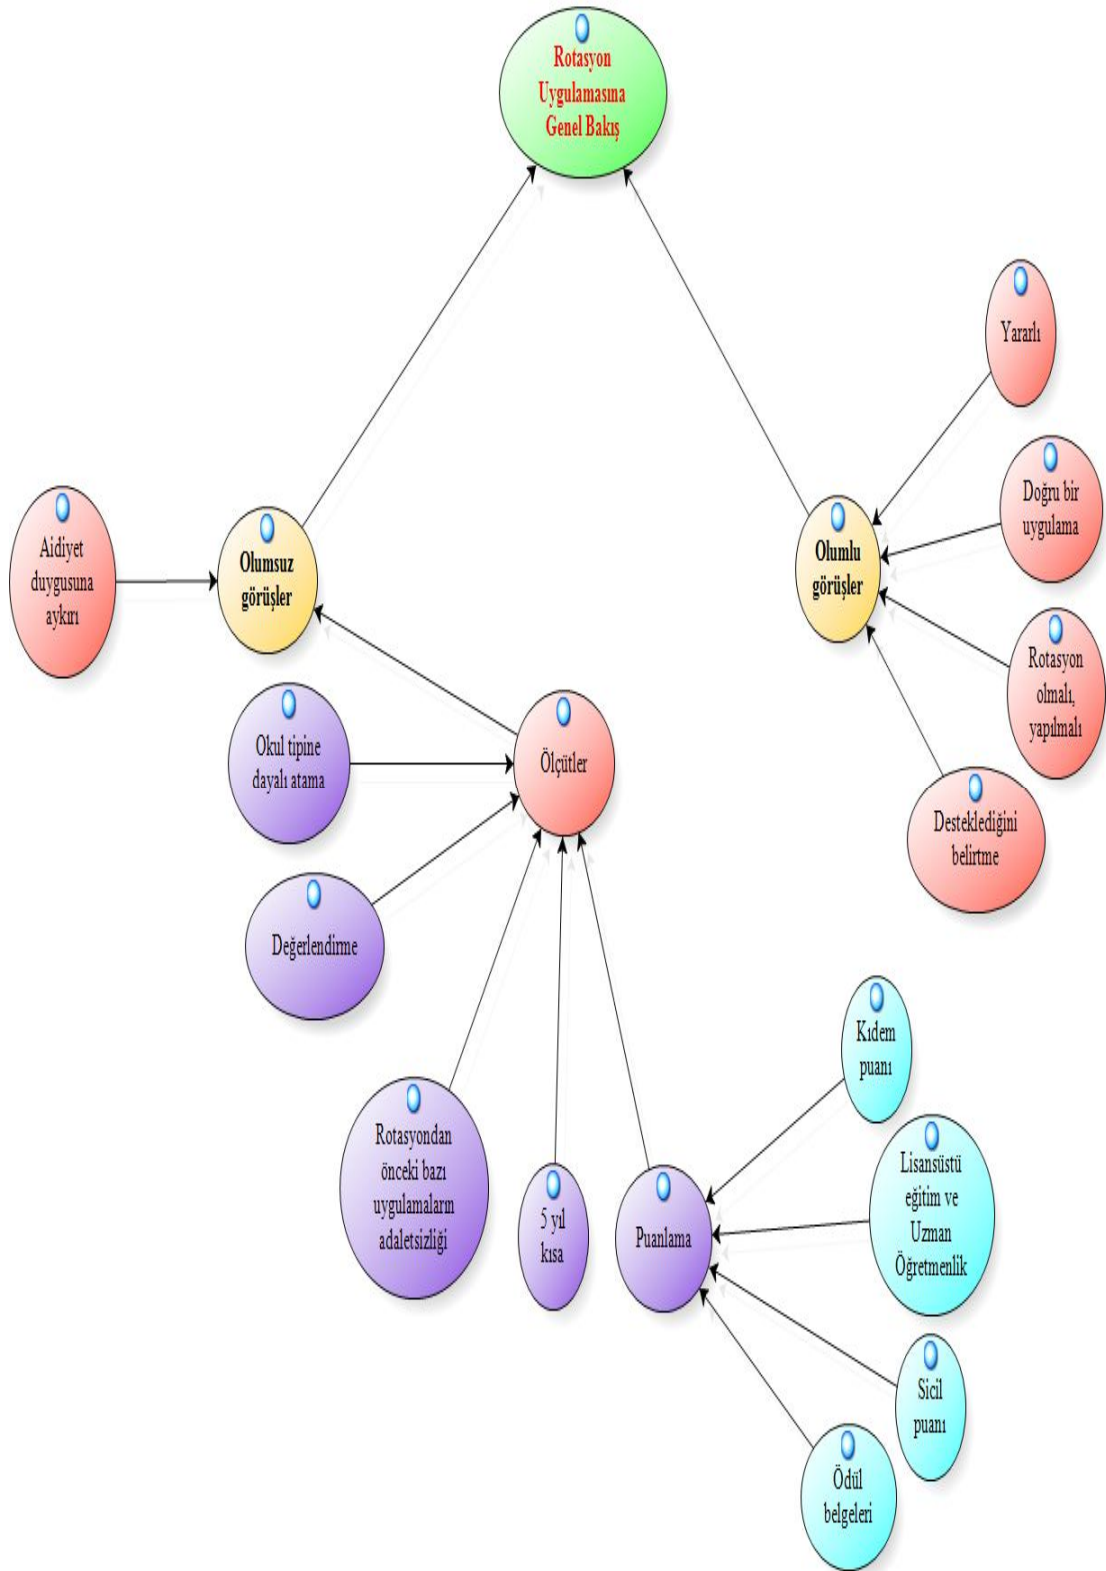 Rotasyon
Uygulamasına
Genel Bakış
Yararlı
Doğru bir
uygulama
Aidiyet
duygusuna
aykırı
Olumsuz
görüşler
Olumlu
görüşler
Rotasyon
olmalı,
yapılmalı
Okul tipine
dayalı atama
Ölçütler
Desteklediğini
belirtme
Değerlendirme
Kıdem
puanı
Rotasyondan
önceki bazı
uygulamaların
adaletsizliği
5 yıl
kısa
Puanlama
Lisansüstü
eğitim ve
Uzman
Öğretmenlik
Sicil
puanı
Ödül
belgeleri